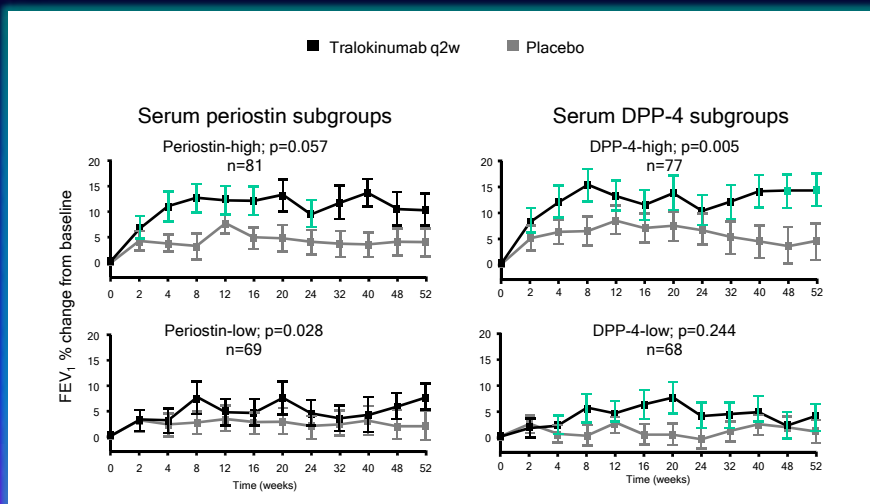 Tralokinumab q2w Placebo
Serum periostin subgroups
Serum DPP-4 subgroups
FEV1 % change from baseline
Periostin-high; p=0.057
n=81
20
15
10
5
0
0 2 4 8 12 16 20 24 32 40 48 52
DPP-4-high; p=0.005
n=77
20
15
10
5
0
0 2 4 8 12 16 20 24 32 40 48 52
Periostin-low; p=0.028
n=69
20
15
10
5
0
0 2 4 8 12 16 20 24 32 40 48 52
Time (weeks)
DPP-4-low; p=0.244
n=68
20
15
10
5
0
0 2 4 8 12 16 20 24 32 40 48 52
Time (weeks)